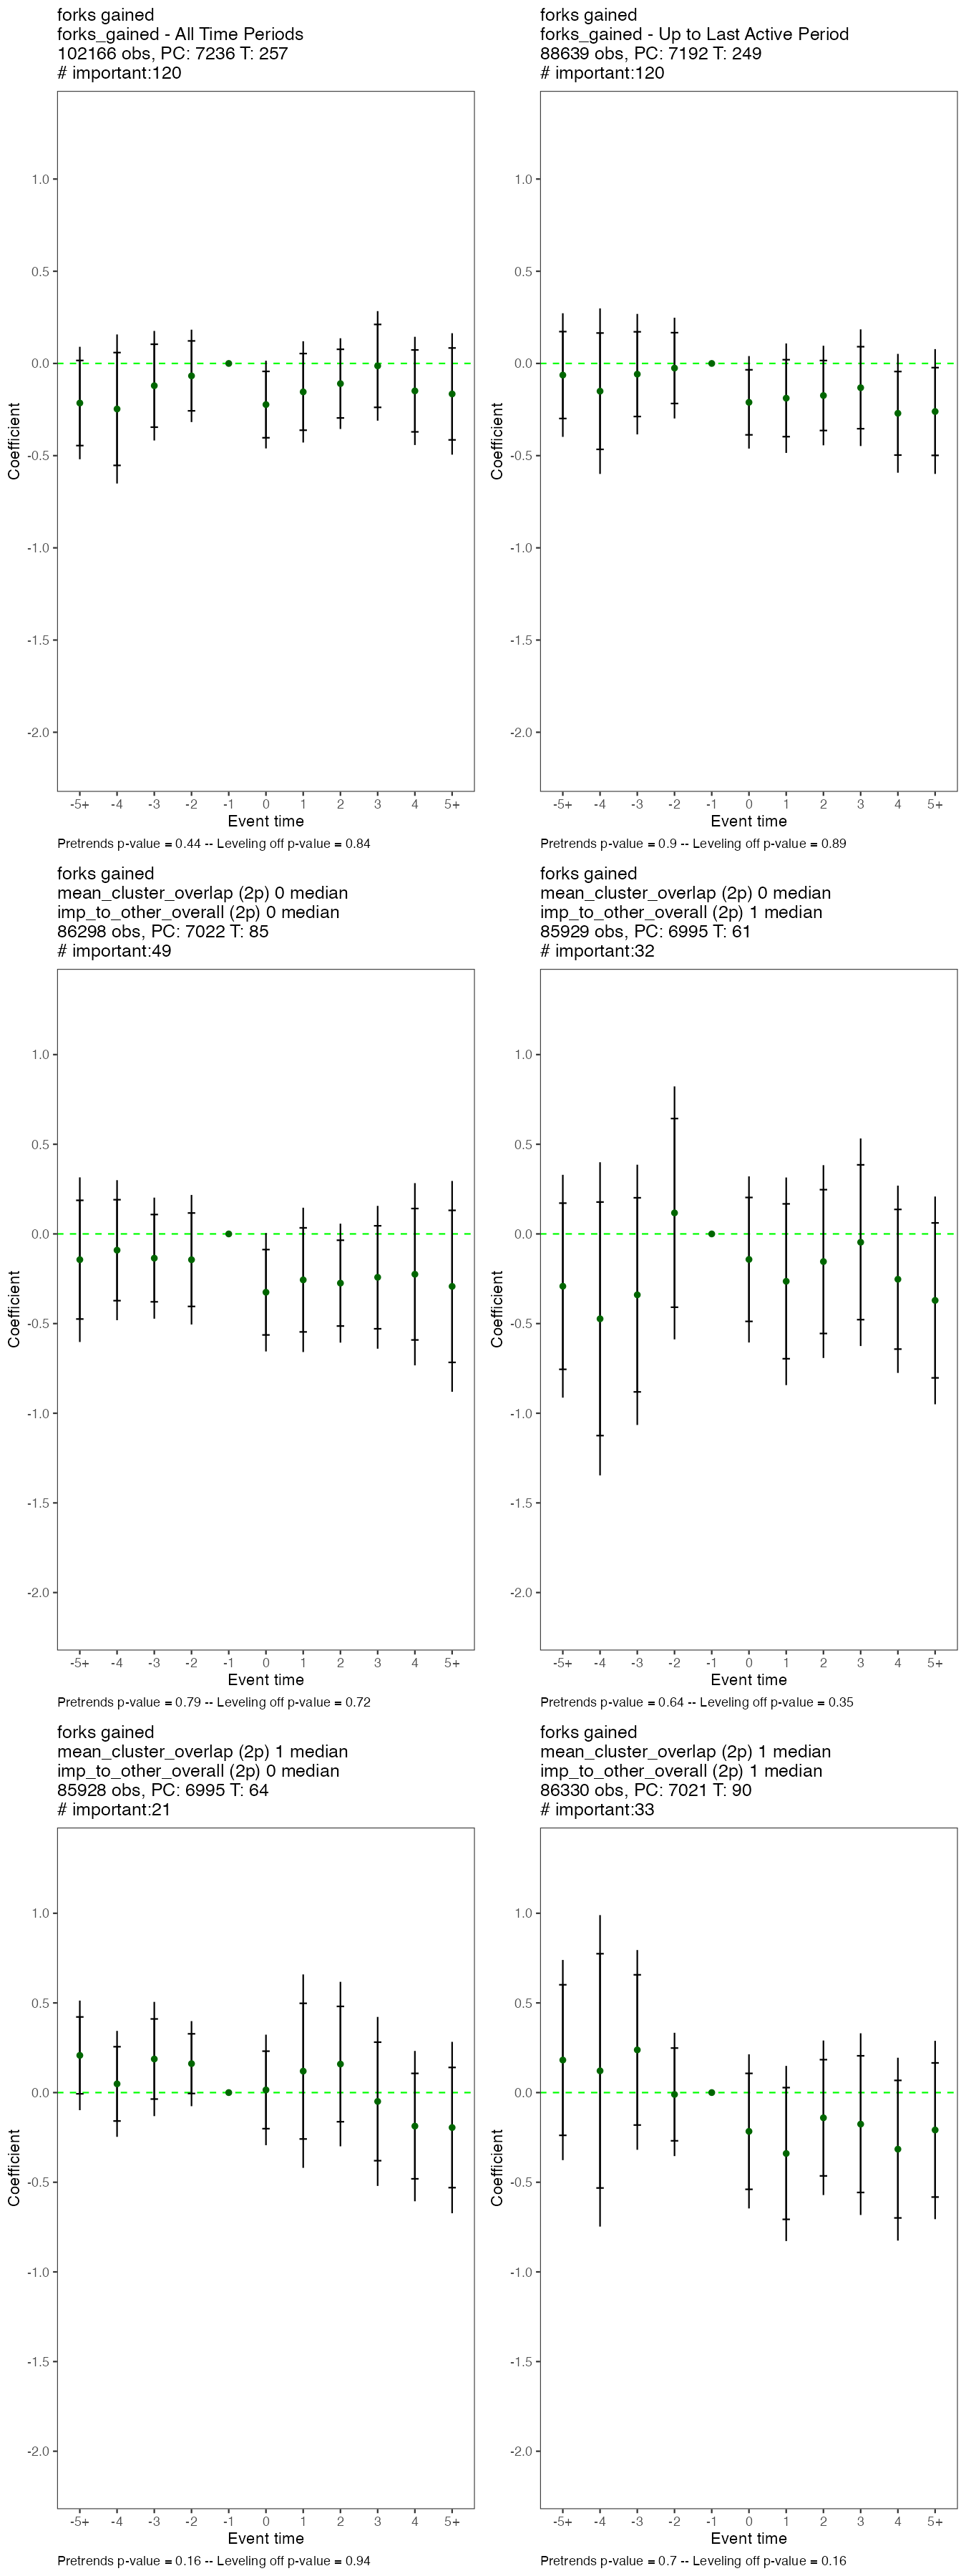 forks gained
forks_gained - All Time Periods
102166 obs, PC: 7236 T: 257
# important:120
1.0
0.5
0.0
-0.5
-1.0
-1.5
-2.0
Coefficient
-5+ -4 -3 -2 -1 0 1 2 3 4 5+
Event time
Pretrends p-value = 0.44 -- Leveling off p-value = 0.84
forks gained
forks_gained - Up to Last Active Period
88639 obs, PC: 7192 T: 249
# important:120
1.0
0.5
0.0
-0.5
-1.0
-1.5
-2.0
Coefficient
-5+ -4 -3 -2 -1 0 1 2 3 4 5+
Event time
Pretrends p-value = 0.9 -- Leveling off p-value = 0.89
forks gained
mean_cluster_overlap (2p) 0 median
imp_to_other_overall (2p) 0 median
86298 obs, PC: 7022 T: 85
# important:49
1.0
0.5
0.0
-0.5
-1.0
-1.5
-2.0
Coefficient
-5+ -4 -3 -2 -1 0 1 2 3 4 5+
Event time
Pretrends p-value = 0.79 -- Leveling off p-value = 0.72
forks gained
mean_cluster_overlap (2p) 0 median
imp_to_other_overall (2p) 1 median
85929 obs, PC: 6995 T: 61
# important:32
1.0
0.5
0.0
-0.5
-1.0
-1.5
-2.0
Coefficient
-5+ -4 -3 -2 -1 0 1 2 3 4 5+
Event time
Pretrends p-value = 0.64 -- Leveling off p-value = 0.35
forks gained
mean_cluster_overlap (2p) 1 median
imp_to_other_overall (2p) 0 median
85928 obs, PC: 6995 T: 64
# important:21
1.0
0.5
0.0
-0.5
-1.0
-1.5
-2.0
Coefficient
-5+ -4 -3 -2 -1 0 1 2 3 4 5+
Event time
Pretrends p-value = 0.16 -- Leveling off p-value = 0.94
forks gained
mean_cluster_overlap (2p) 1 median
imp_to_other_overall (2p) 1 median
86330 obs, PC: 7021 T: 90
# important:33
1.0
0.5
0.0
-0.5
-1.0
-1.5
-2.0
Coefficient
-5+ -4 -3 -2 -1 0 1 2 3 4 5+
Event time
Pretrends p-value = 0.7 -- Leveling off p-value = 0.16